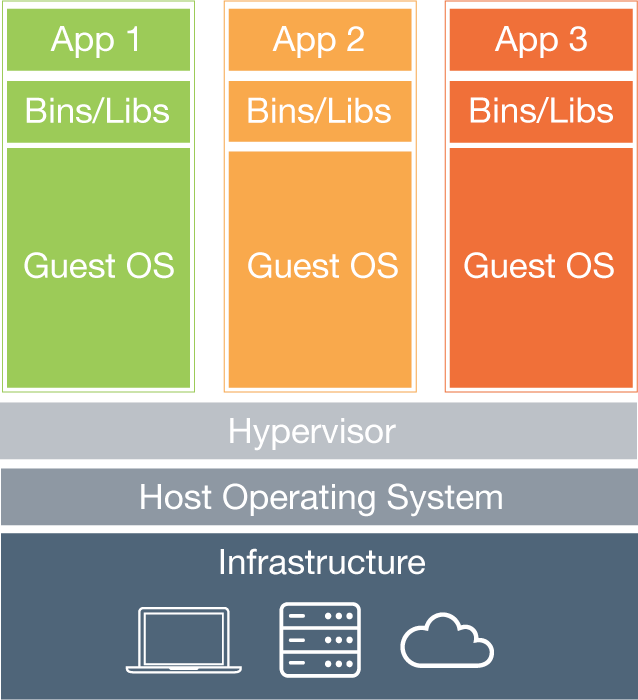 App 1
App 2
App 3
Bins/Libs
Bins/Libs
Bins/Libs
Guest OS
Guest OS
Guest OS
Hypervisor
Host Operating System
Infrastructure